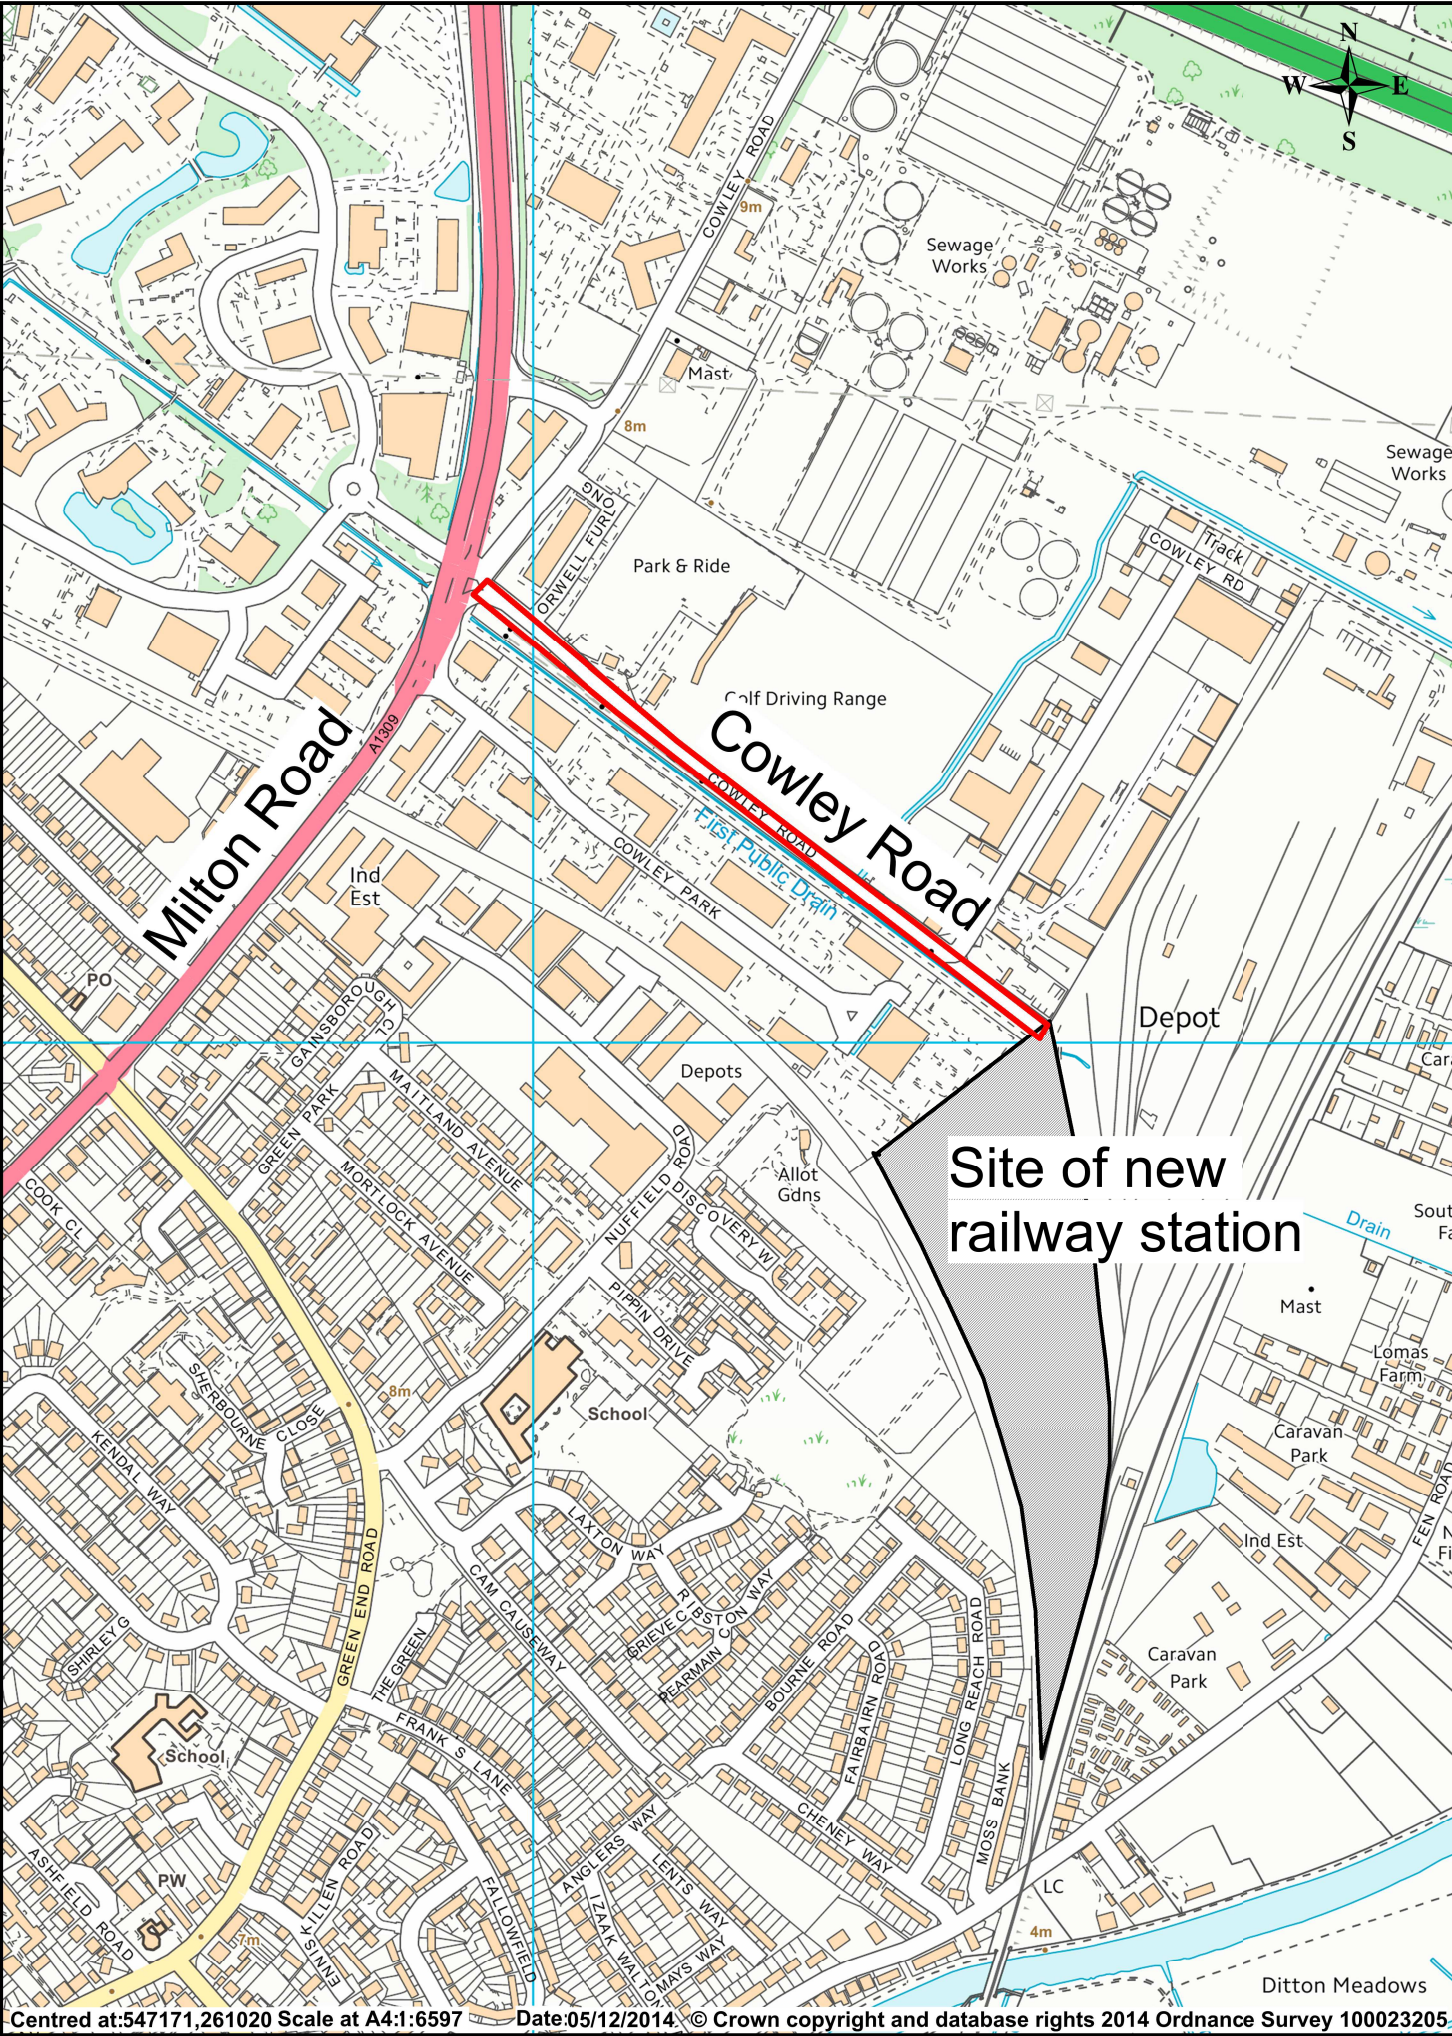 N
W E
S
COWLEY ROAD
9m
Sewage
Works
Mast
8m
Sewage
Works
ORWELL FURLONG
Park & Ride
Track
COWLEY RD
Golf Driving Range
Milton Road
A1309
Cowley Road
COWLEY ROAD
First Public Drain
COWLEY PARK
Ind
Est
PO
GAINSBOROUGH CL
Depot
Depots
GREEN PARK
MAITLAND AVENUE
MORTLOCK AVENUE
NUFFIELD ROAD
DISCOVERY W
Allot
Gdns
Site of new
railway station
COOK CL
Drain
Mast
PIPPIN DRIVE
Lomas
Farm
SHERBOURNE CLOSE
8m
School
Caravan
Park
KENDAL WAY
LAXTON WAY
Ind Est
FEN ROAD
GREEN END ROAD
CAM CAUSEWAY
RIBSTON WAY
GRIEVE C
PEARMAIN C
BOURNE ROAD
FAIRBAIRN ROAD
LONG REACH ROAD
Caravan
Park
SHIRLEY G
THE GREEN
School
FRANK S LANE
MOSS BANK
CHENEY WAY
ANGLERS WAY
LENTS WAY
ASHFIELD ROAD
PW
KILLEN ROAD
FALLOWFIELD
IZAAK WALTON
MAYS WAY
LC
7m
4m
Ditton Meadows
Centred at:547171,261020 Scale at A4:1:6597 Date:05/12/2014 © Crown copyright and database rights 2014 Ordnance Survey 100023205